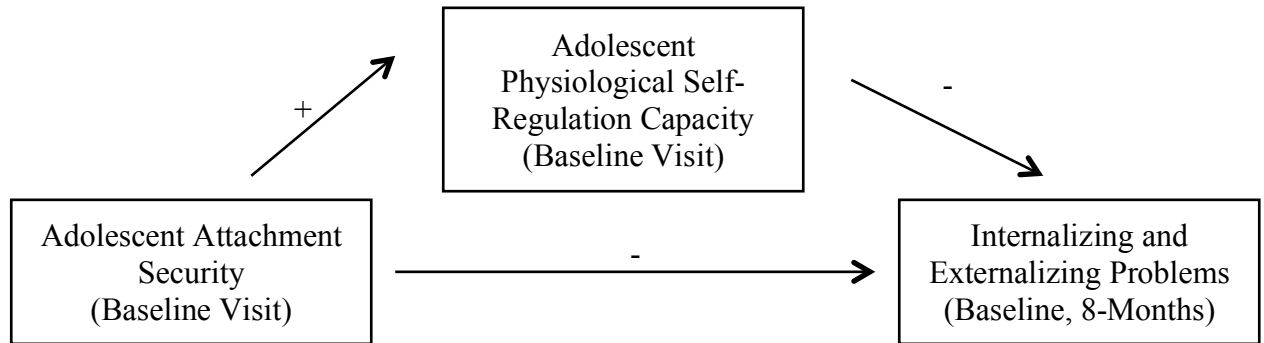 Adolescent
Physiological Self-
Regulation Capacity
(Baseline Visit)
+
-
Adolescent Attachment
Security
(Baseline Visit)
-
Internalizing and
Externalizing Problems
(Baseline, 8-Months)